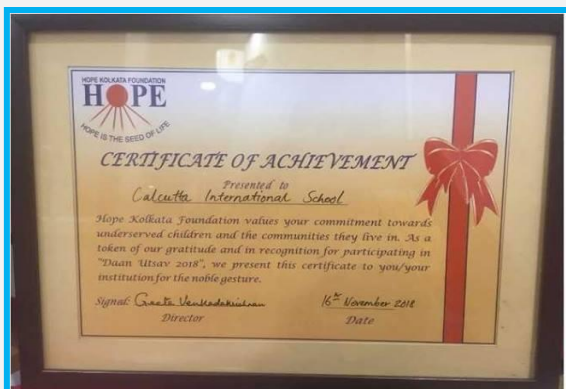 HOPE KOLKATA FOUNDATION
HOPE
HOPE IS THE SEED OF LIFE
CERTIFICATE OF ACHIEVEMENT
Presented to
Calcutta International School
Hope Kolkata Foundation values your commitment towards
underserved children and the communities they live in. As a
token of our gratitude and in recognition for participating in
"Daan Utsav 2018", we present this certificate to you/your
institution for the noble gesture.
Signed: Geeta Venkadakrishnan 16th November 2018
Director Date